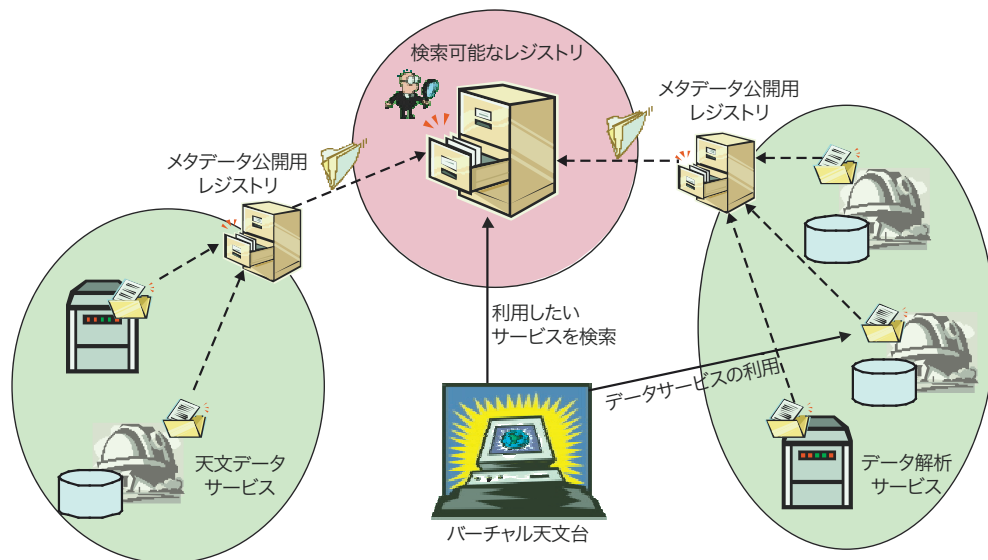 検索可能なレジストリ
メタデータ公開用
レジストリ
メタデータ公開用
レジストリ
利用したい
サービスを検索
データサービスの利用
天文データ
サービス
データ解析
サービス
バーチャル天文台